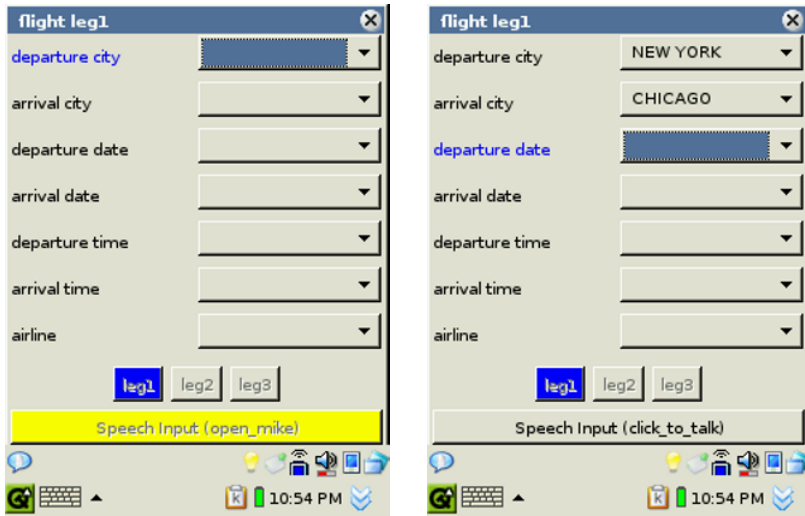 flight leg1
departure city
arrival city
departure date
arrival date
departure time
arrival time
airline
leg1 leg2 leg3
Speech Input (open_mike)
10:54 PM
flight leg1
departure city NEW YORK
arrival city CHICAGO
departure date
arrival date
departure time
arrival time
airline
leg1 leg2 leg3
Speech Input (click_to_talk)
10:54 PM